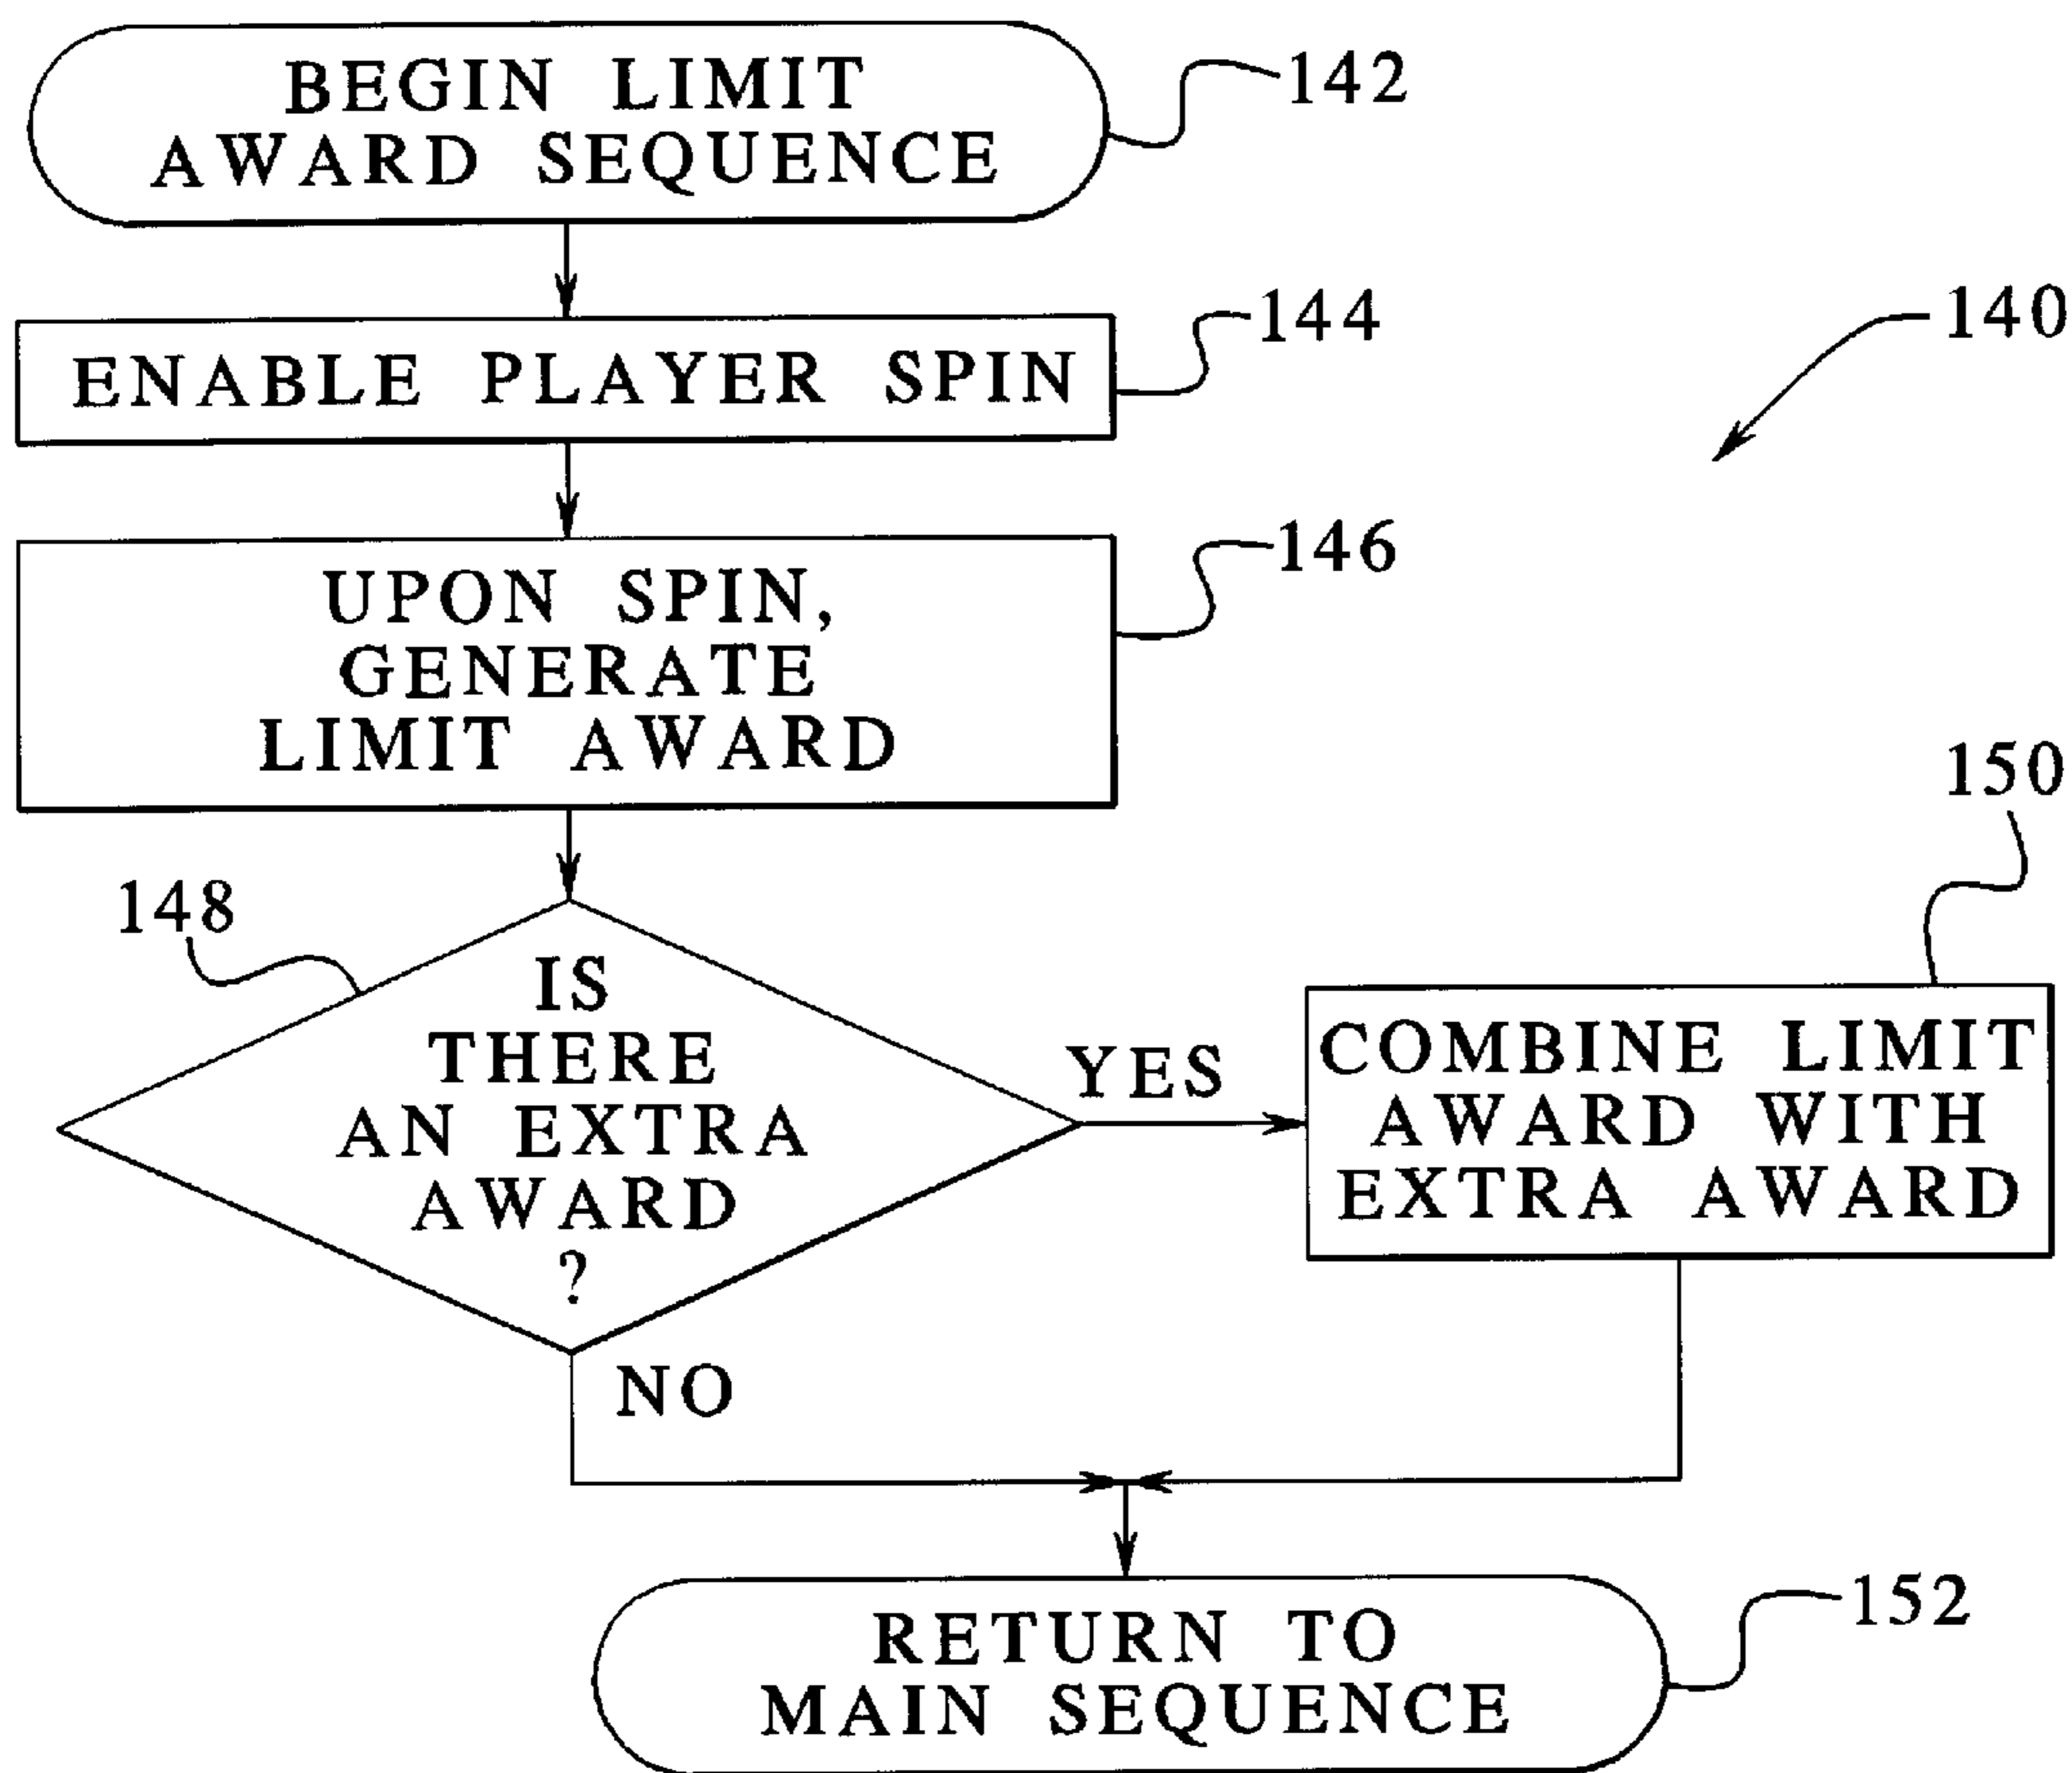 BEGIN LIMIT
AWARD SEQUENCE
142
ENABLE PLAYER SPIN
144
140
UPON SPIN,
GENERATE
LIMIT AWARD
146
150
148
IS
THERE
AN EXTRA
AWARD
?
YES
COMBINE LIMIT
AWARD WITH
EXTRA AWARD
NO
RETURN TO
MAIN SEQUENCE
152